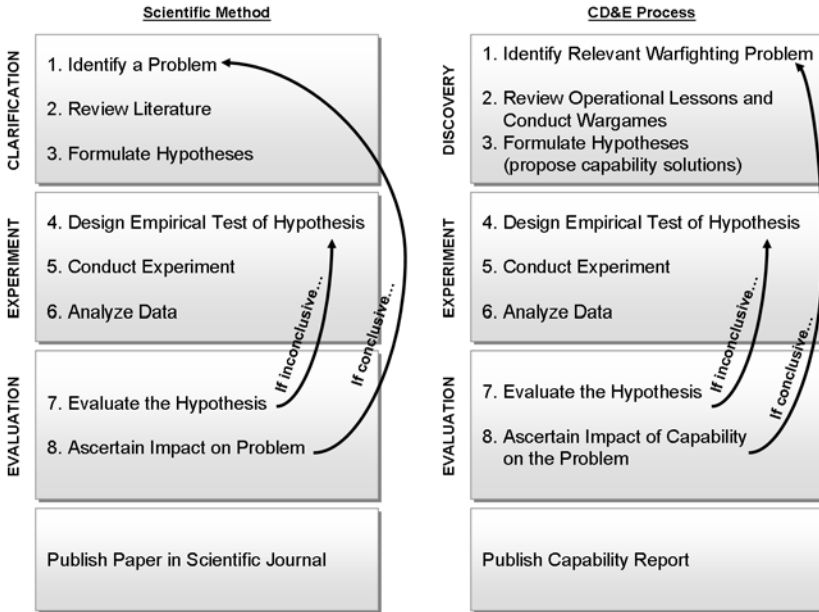 Scientific Method
CLARIFICATION
1. Identify a Problem
2. Review Literature
3. Formulate Hypotheses
EXPERIMENT
4. Design Empirical Test of Hypothesis
5. Conduct Experiment
6. Analyze Data
If inconclusive...
If conclusive...
EVALUATION
7. Evaluate the Hypothesis
8. Ascertain Impact on Problem
Publish Paper in Scientific Journal
CD&E Process
DISCOVERY
1. Identify Relevant Warfighting Problem
2. Review Operational Lessons and
Conduct Wargames
3. Formulate Hypotheses
(propose capability solutions)
EXPERIMENT
4. Design Empirical Test of Hypothesis
5. Conduct Experiment
6. Analyze Data
If inconclusive...
If conclusive...
EVALUATION
7. Evaluate the Hypothesis
8. Ascertain Impact of Capability
on the Problem
Publish Capability Report